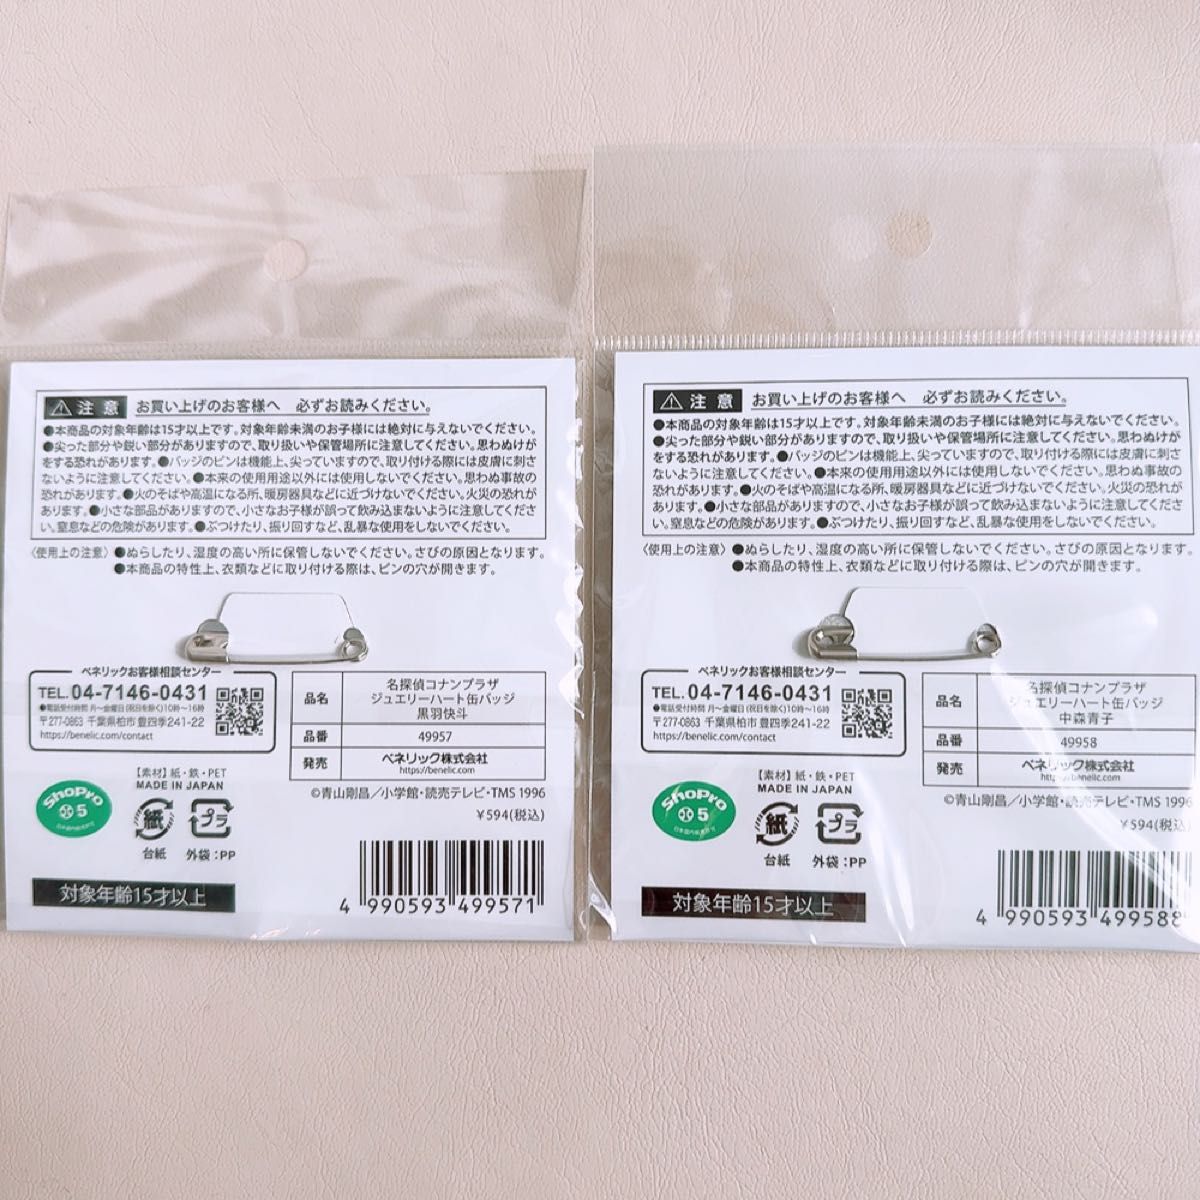 注意 お買い上げのお客様へ 必ずお読みください。
●本商品の対象年齢は15才以上です。対象年齢未満のお子様には絶対に与えないでください。
●尖った部分や鋭い部分がありますので、取り扱いや保管場所に注意してください。思わぬけが
をする恐れがあります。●バッジのピンは機能上、尖っていますので、取り付ける際には皮膚に刺さ
ないように注意してください。●本来の使用用途以外には使用しないでください。思わぬ事故の
恐れがあります。●火のそばや高温になる所、暖房器具などに近づけないでください。火災の恐れが
あります。●小さな部品がありますので、小さなお子様が誤って飲み込まないように注意してくださ
い。窒息などの危険があります。●ぶつけたり、振り回すなど、乱暴な使用をしないでください。
〈使用上の注意〉●ぬらしたり、湿度の高い所に保管しないでください。さびの原因となります。
●本商品の特性上、衣類などに取り付ける際は、ピンの穴が開きます。
ベネリックお客様相談センター
TEL. 04-7146-0431
●電話受付時間 月〜金曜日(祝日を除く)10時〜16時
〒277-0863 千葉県柏市豊四季241-22
https://benelic.com/contact
品名 名探偵コナンプラザ
ジュエリーハート缶バッジ
黒羽快斗
品番 49957
発売 ベネリック株式会社
https://benelic.com
【素材】紙・鉄・PET
MADE IN JAPAN
©青山剛昌／小学館・読売テレビ・TMS 1996
¥594(税込)
ShoPro
5
紙
プラ
台紙 外袋：PP
対象年齢15才以上
4 990593 499571
注意 お買い上げのお客様へ 必ずお読みください。
●本商品の対象年齢は15才以上です。対象年齢未満のお子様には絶対に与えないでください。
●尖った部分や鋭い部分がありますので、取り扱いや保管場所に注意してください。思わぬけが
をする恐れがあります。●バッジのピンは機能上、尖っていますので、取り付ける際には皮膚に刺さ
ないように注意してください。●本来の使用用途以外には使用しないでください。思わぬ事故の
恐れがあります。●火のそばや高温になる所、暖房器具などに近づけないでください。火災の恐れが
あります。●小さな部品がありますので、小さなお子様が誤って飲み込まないように注意してくださ
い。窒息などの危険があります。●ぶつけたり、振り回すなど、乱暴な使用をしないでください。
〈使用上の注意〉●ぬらしたり、湿度の高い所に保管しないでください。さびの原因となります。
●本商品の特性上、衣類などに取り付ける際は、ピンの穴が開きます。
ベネリックお客様相談センター
TEL. 04-7146-0431
●電話受付時間 月〜金曜日(祝日を除く)10時〜16時
〒277-0863 千葉県柏市豊四季241-22
https://benelic.com/contact
品名 名探偵コナンプラザ
ジュエリーハート缶バッジ
中森青子
品番 49958
発売 ベネリック株式会社
https://benelic.com
【素材】紙・鉄・PET
MADE IN JAPAN
©青山剛昌／小学館・読売テレビ・TMS 1996
¥594(税込)
ShoPro
5
紙
プラ
台紙 外袋：PP
対象年齢15才以上
4 990593 499588